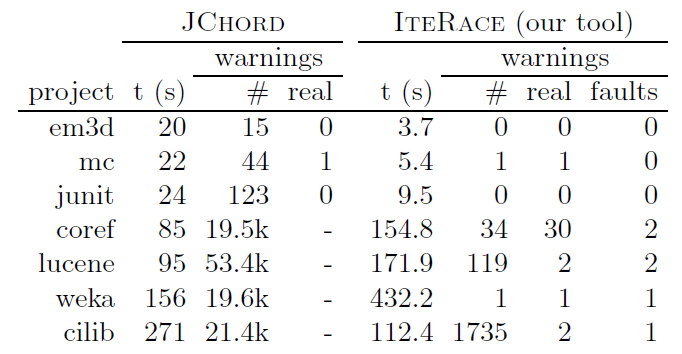 JCHORD ITERACE (our tool)
warnings warnings
project t (s) # real t (s) # real faults
em3d 20 15 0 3.7 0 0 0
mc 22 44 1 5.4 1 1 0
junit 24 123 0 9.5 0 0 0
coref 85 19.5k - 154.8 34 30 2
lucene 95 53.4k - 171.9 119 2 2
weka 156 19.6k - 432.2 1 1 1
cilib 271 21.4k - 112.4 1735 2 1